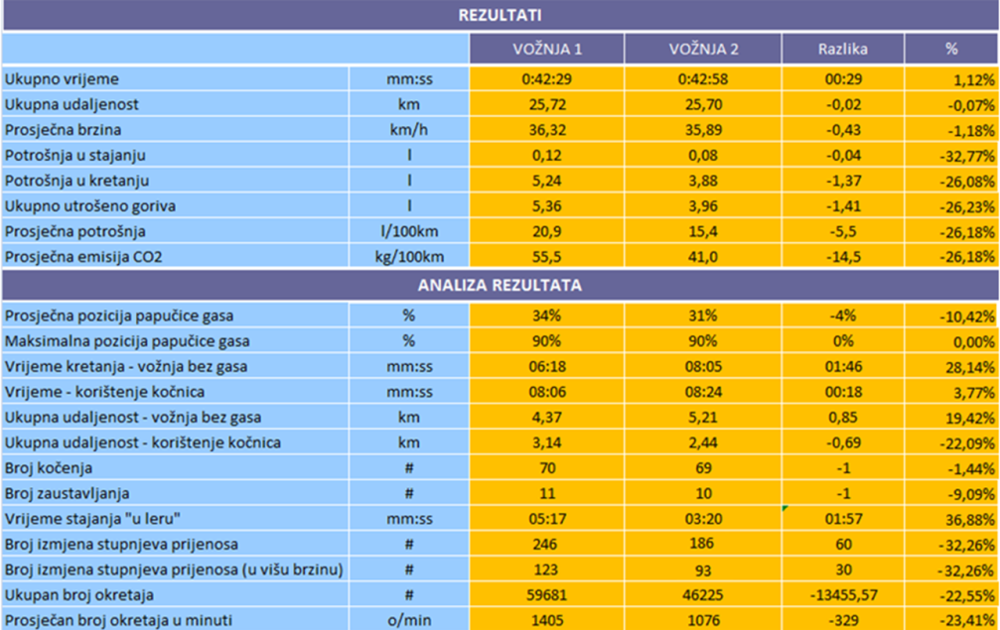 REZULTATI
VOŽNJA 1 VOŽNJA 2 Razlika %
Ukupno vrijeme mm:ss 0:42:29 0:42:58 00:29 1,12%
Ukupna udaljenost km 25,72 25,70 -0,02 -0,07%
Prosječna brzina km/h 36,32 35,89 -0,43 -1,18%
Potrošnja u stajanju l 0,12 0,08 -0,04 -32,77%
Potrošnja u kretanju l 5,24 3,88 -1,37 -26,08%
Ukupno utrošeno goriva l 5,36 3,96 -1,41 -26,23%
Prosječna potrošnja l/100km 20,9 15,4 -5,5 -26,18%
Prosječna emisija CO2 kg/100km 55,5 41,0 -14,5 -26,18%
ANALIZA REZULTATA
Prosječna pozicija papučice gasa % 34% 31% -4% -10,42%
Maksimalna pozicija papučice gasa % 90% 90% 0% 0,00%
Vrijeme kretanja - vožnja bez gasa mm:ss 06:18 08:05 01:46 28,14%
Vrijeme - korištenje kočnica mm:ss 08:06 08:24 00:18 3,77%
Ukupna udaljenost - vožnja bez gasa km 4,37 5,21 0,85 19,42%
Ukupna udaljenost - korištenje kočnica km 3,14 2,44 -0,69 -22,09%
Broj kočenja # 70 69 -1 -1,44%
Broj zaustavljanja # 11 10 -1 -9,09%
Vrijeme stajanja "u leru" mm:ss 05:17 03:20 01:57 36,88%
Broj izmjena stupnjeva prijenosa # 246 186 60 -32,26%
Broj izmjena stupnjeva prijenosa (u višu brzinu) # 123 93 30 -32,26%
Ukupan broj okretaja # 59681 46225 -13455,57 -22,55%
Prosječan broj okretaja u minuti o/min 1405 1076 -329 -23,41%